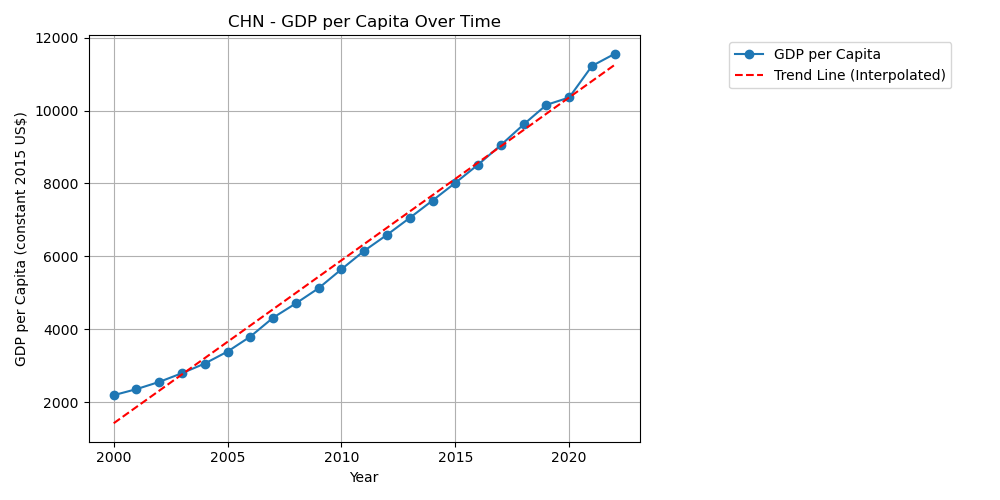 CHN - GDP per Capita Over Time
GDP per Capita
Trend Line (Interpolated)
GDP per Capita (constant 2015 US$)
12000
10000
8000
6000
4000
2000
2000 2005 2010 2015 2020
Year